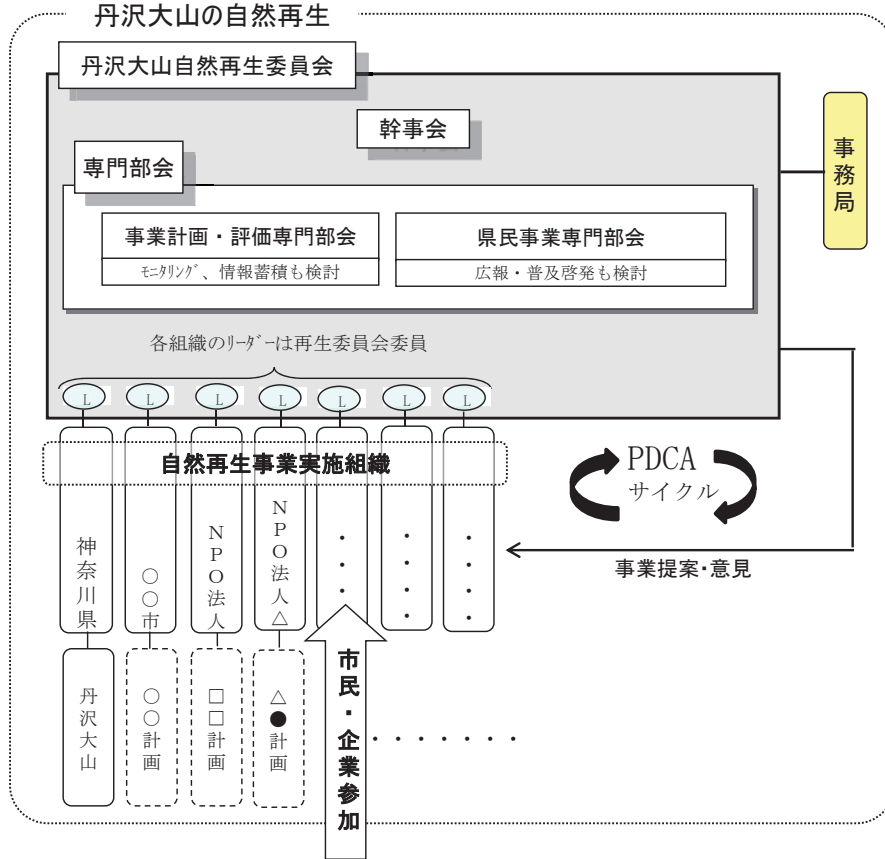 丹沢大山の自然再生
丹沢大山自然再生委員会
幹事会
事務局
専門部会
事業計画・評価専門部会
ﾓﾆﾀﾘﾝｸﾞ、情報蓄積も検討
県民事業専門部会
広報・普及啓発も検討
各組織のﾘｰﾀﾞｰは再生委員会委員
L L L L L L L
自然再生事業実施組織
PDCA
サイクル
事業提案・意見
神奈川県
○○市
NPO法人
NPO法人△
・・・
・・・・
・・・・
丹沢大山
○○計画
□□計画
△●計画
市民・企業参加
・・・・・・・